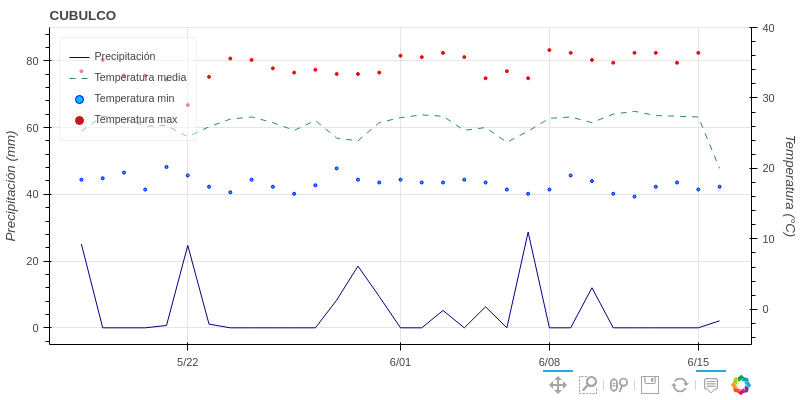 CUBULCO
Precipitación
Temperatura media
Temperatura min
Temperatura max
Precipitación (mm)
80
60
40
20
0
Temperatura (°C)
40
30
20
10
0
5/22
6/01
6/08
6/15